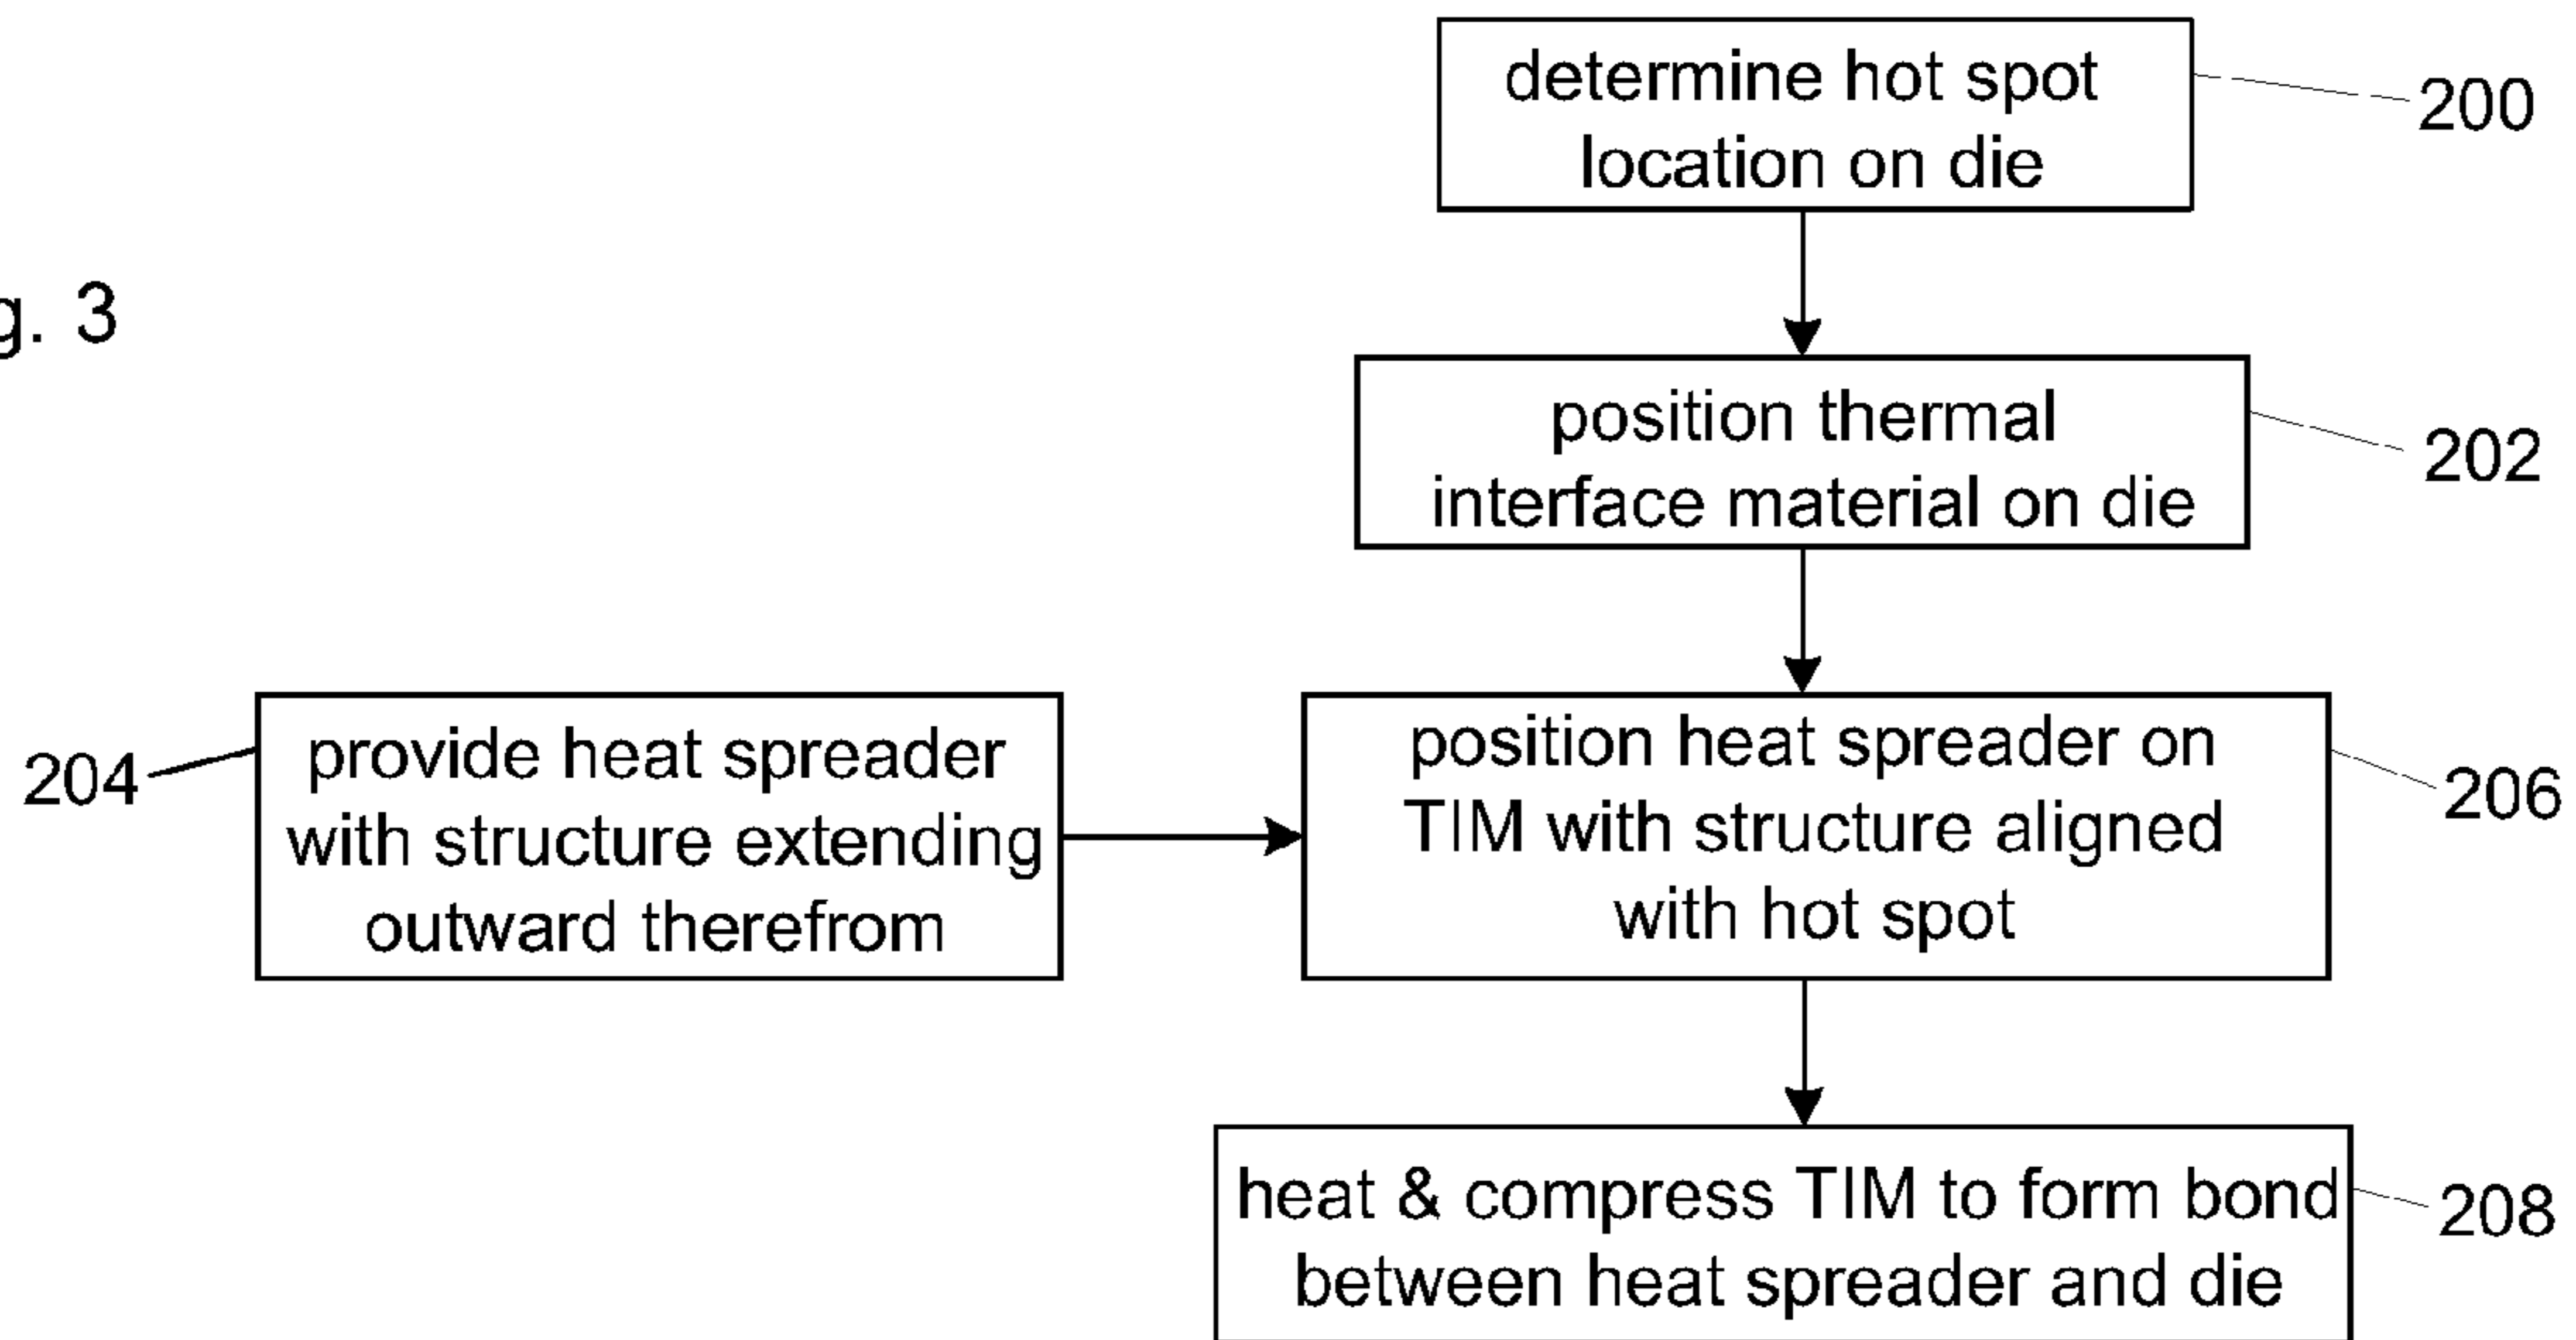 determine hot spot
location on die
200
g. 3
position thermal
interface material on die
202
204
provide heat spreader
with structure extending
outward therefrom
position heat spreader on
TIM with structure aligned
with hot spot
206
heat & compress TIM to form bond
between heat spreader and die
208